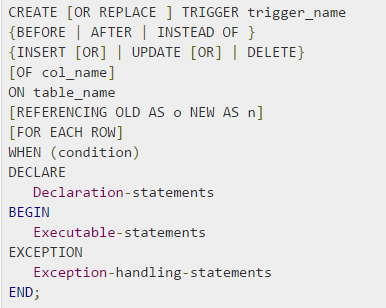 CREATE [OR REPLACE ] TRIGGER trigger_name
{BEFORE | AFTER | INSTEAD OF }
{INSERT [OR] | UPDATE [OR] | DELETE}
[OF col_name]
ON table_name
[REFERENCING OLD AS o NEW AS n]
[FOR EACH ROW]
WHEN (condition)
DECLARE
   Declaration-statements
BEGIN
   Executable-statements
EXCEPTION
   Exception-handling-statements
END;